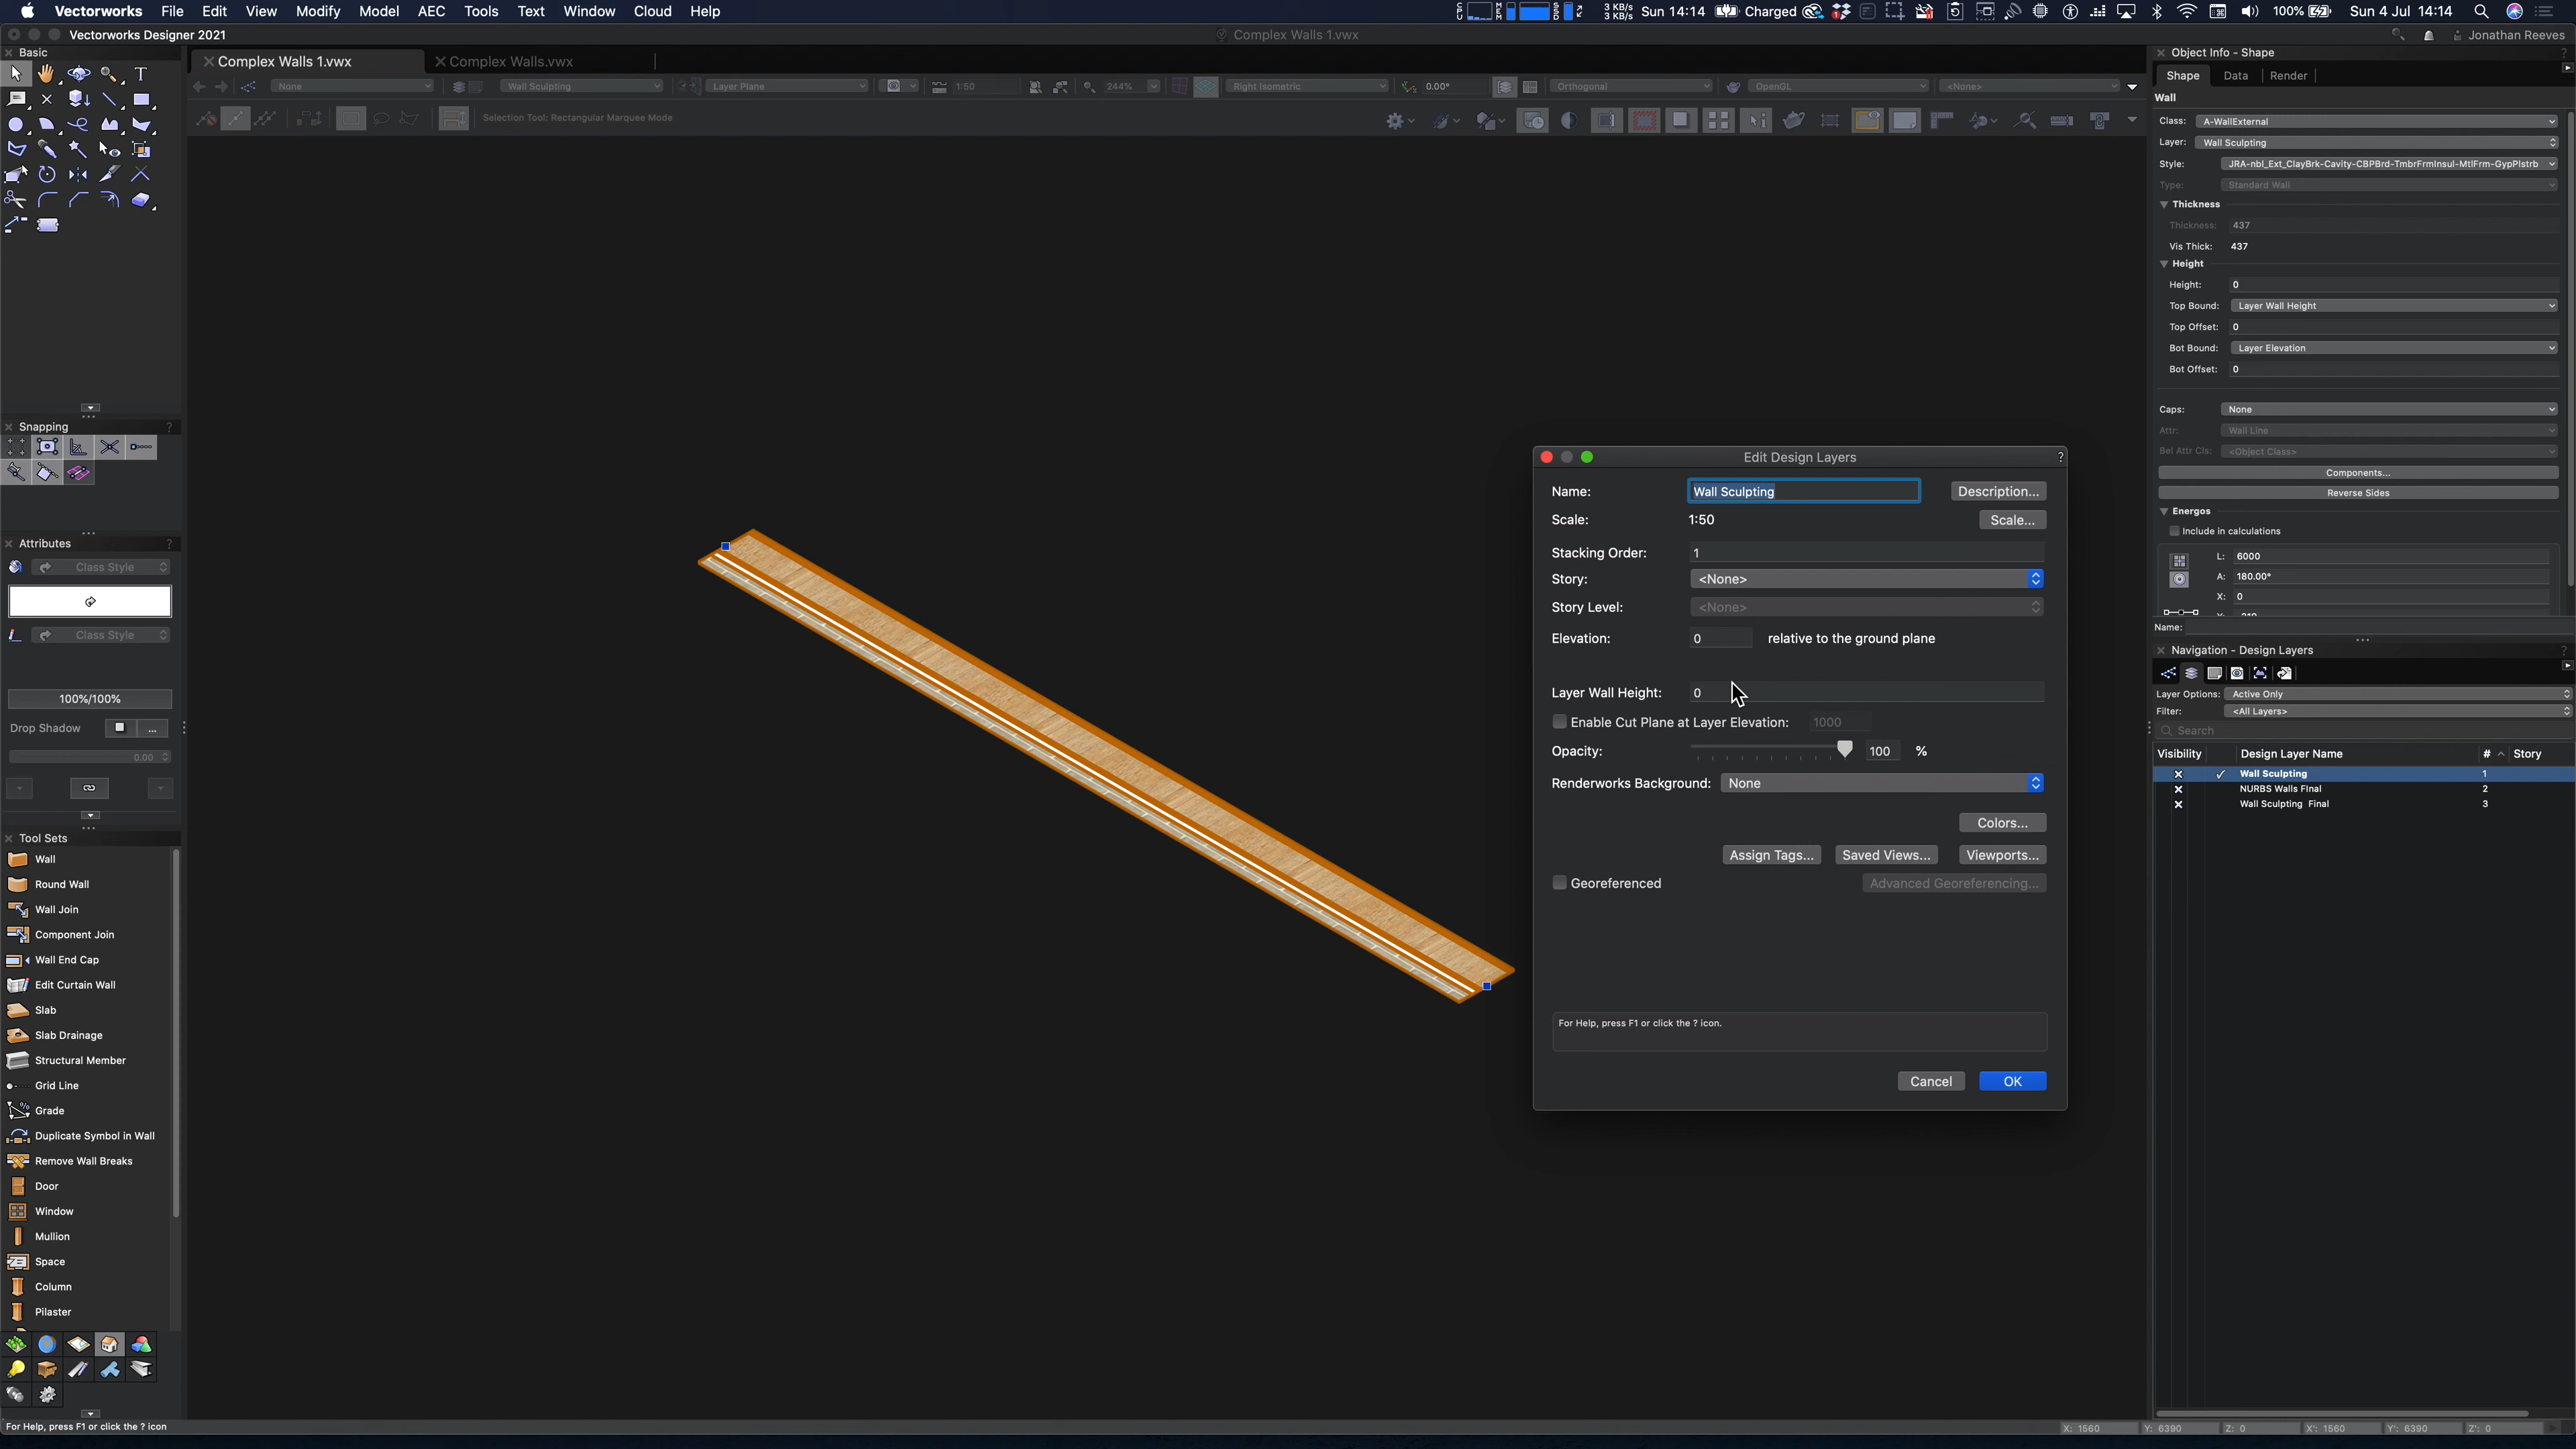 Vectorworks File Edit View Modify Model AEC Tools Text Window Cloud Help
3 KB/s
3 KB/s
Sun 14:14 Charged 100% Sun 4 Jul 14:14
Vectorworks Designer 2021
Complex Walls 1.vwx
Jonathan Reeves
Basic
Complex Walls 1.vwx
Complex Walls.vwx
None Wall Sculpting Layer Plane 1:50 244% Right Isometric 0.00° Orthogonal OpenGL <None>
Selection Tool: Rectangular Marquee Mode
Snapping ?
Attributes ?
Class Style
Class Style
100%/100%
Drop Shadow ...
0.00
Tool Sets
Wall
Round Wall
Wall Join
Component Join
Wall End Cap
Edit Curtain Wall
Slab
Slab Drainage
Structural Member
Grid Line
Grade
Duplicate Symbol in Wall
Remove Wall Breaks
Door
Window
Mullion
Space
Column
Pilaster
For Help, press F1 or click the ? icon
Edit Design Layers ?
Name: Wall Sculpting Description...
Scale: 1:50 Scale...
Stacking Order: 1
Story: <None>
Story Level: <None>
Elevation: 0 relative to the ground plane
Layer Wall Height: 0
Enable Cut Plane at Layer Elevation: 1000
Opacity: 100 %
Renderworks Background: None
Colors...
Assign Tags... Saved Views... Viewports...
Georeferenced Advanced Georeferencing...
For Help, press F1 or click the ? icon.
Cancel OK
Object Info - Shape ?
Shape Data Render
Wall
Class: A-WallExternal
Layer: Wall Sculpting
Style: JRA-nbl_Ext_ClayBrk-Cavity-CBPBrd-TmbrFrmInsul-MtlFrm-GypPlstrb
Type: Standard Wall
Thickness
Thickness: 437
Vis Thick: 437
Height
Height: 0
Top Bound: Layer Wall Height
Top Offset: 0
Bot Bound: Layer Elevation
Bot Offset: 0
Caps: None
Attr: Wall Line
Bel Attr Cls: <Object Class>
Components...
Reverse Sides
Energos
Include in calculations
L: 6000
A: 180.00°
X: 0
Name:
Navigation - Design Layers ?
Layer Options: Active Only
Filter: <All Layers>
Search
Visibility Design Layer Name # Story
Wall Sculpting 1
NURBS Walls Final 2
Wall Sculpting Final 3
X: 1560 Y: 6390 Z: 0 X': 1560 Y': 6390 Z': 0